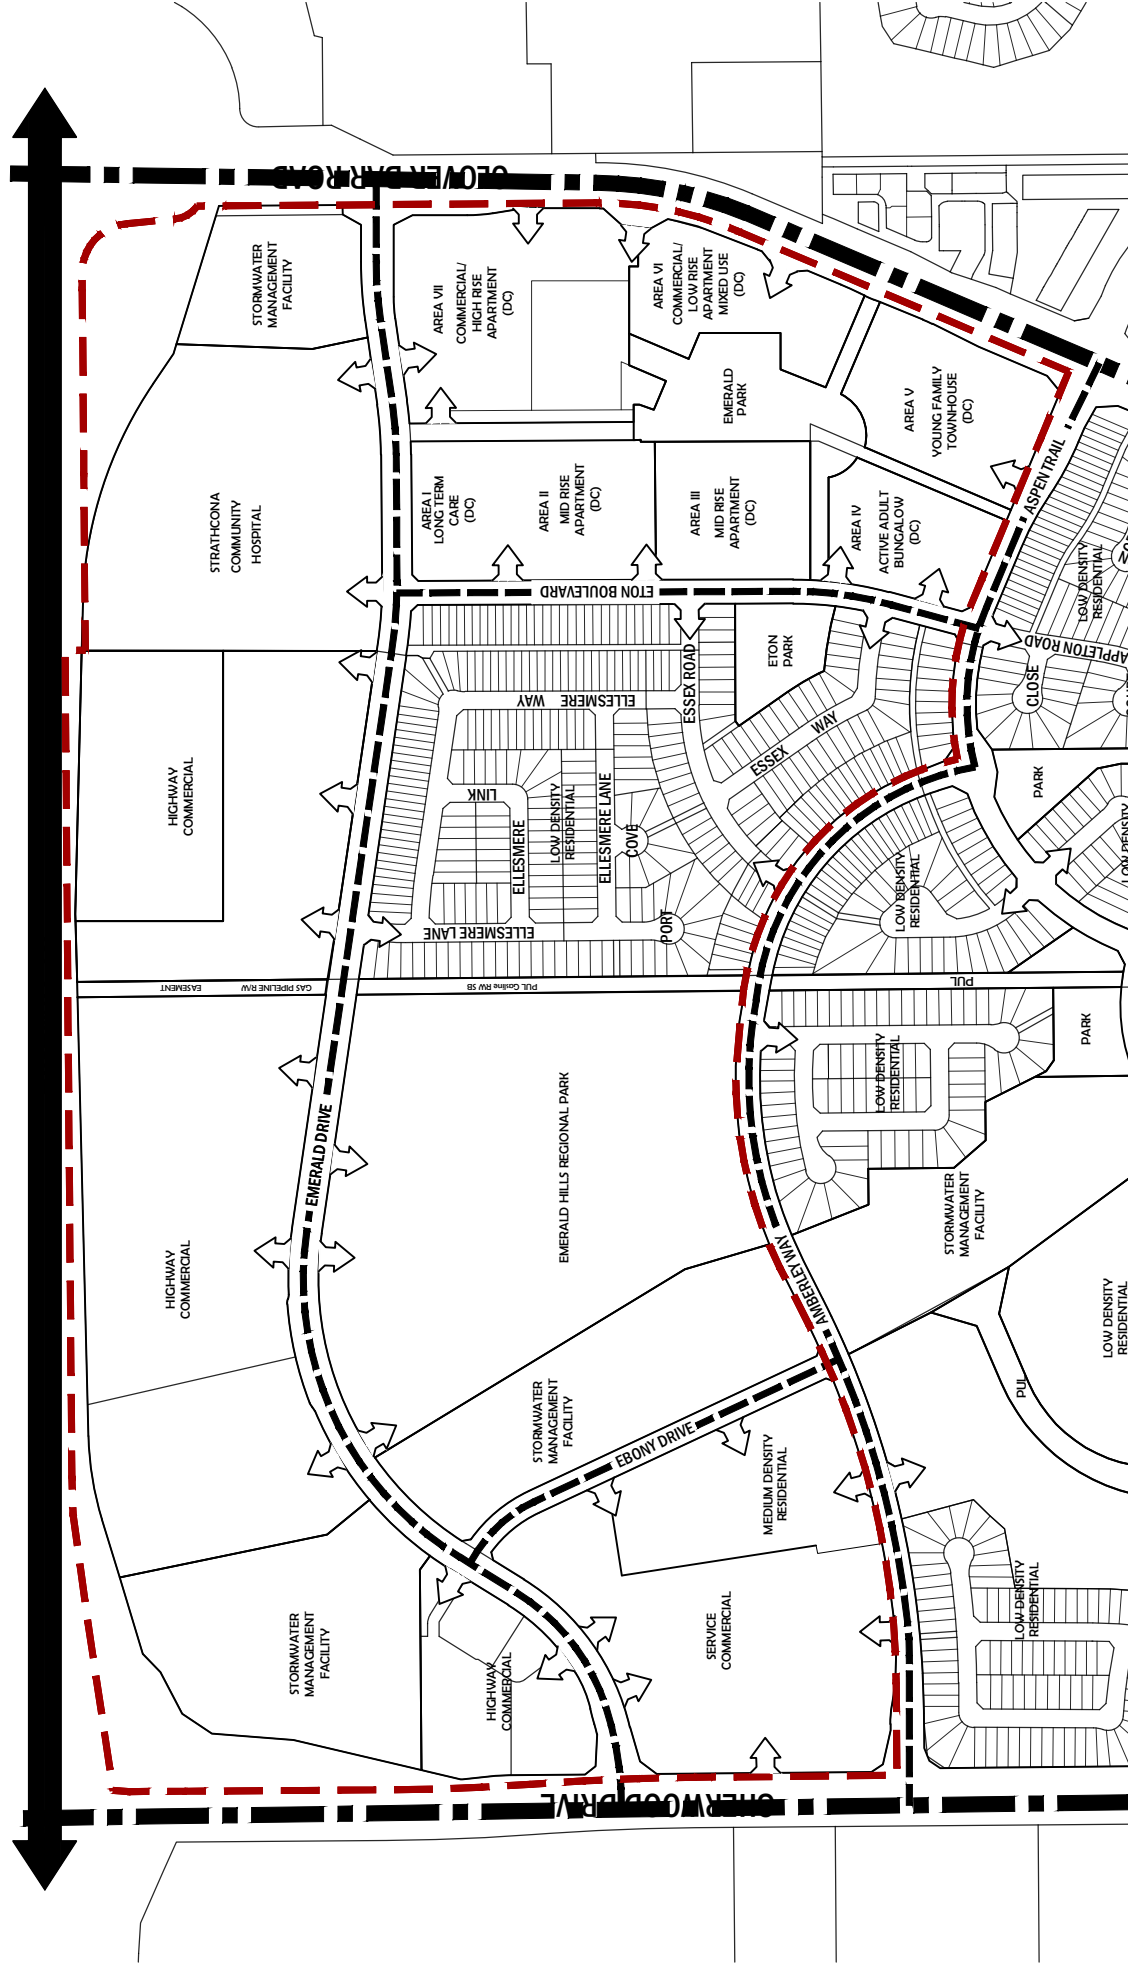 CLOVER BAR ROAD
STORMWATER
MANAGEMENT
FACILITY
AREA VII
COMMERCIAL/
HIGH RISE
APARTMENT
(DC)
AREA VI
COMMERCIAL/
LOW RISE
APARTMENT
MIXED USE
(DC)
EMERALD
PARK
AREA V
YOUNG FAMILY
TOWNHOUSE
(DC)
STRATHCONA
COMMUNITY
HOSPITAL
AREA I
LONG TERM
CARE
(DC)
AREA II
MID RISE
APARTMENT
(DC)
AREA III
MID RISE
APARTMENT
(DC)
AREA IV
ACTIVE ADULT
BUNGALOW
(DC)
ASPEN TRAIL
LOW DENSITY
RESIDENTIAL
ETON BOULEVARD
APPLETON ROAD
CLOSE
ETON
PARK
ESSEX ROAD
ELLESMERE WAY
ESSEX WAY
HIGHWAY
COMMERCIAL
LINK
ELLESMERE
LOW DENSITY
RESIDENTIAL
ELLESMERE LANE
COVE
PORT
ELLESMERE LANE
PARK
LOW DENSITY
LOW DENSITY
RESIDENTIAL
EASEMENT
GAS PIPELINE R/W
PUL Gasline RW SB
PUL
EMERALD DRIVE
EMERALD HILLS REGIONAL PARK
LOW DENSITY
RESIDENTIAL
PARK
HIGHWAY
COMMERCIAL
AMBERLEY WAY
STORMWATER
MANAGEMENT
FACILITY
LOW DENSITY
RESIDENTIAL
PUL
STORMWATER
MANAGEMENT
FACILITY
EBONY DRIVE
MEDIUM DENSITY
RESIDENTIAL
STORMWATER
MANAGEMENT
FACILITY
HIGHWAY
COMMERCIAL
SERVICE
COMMERCIAL
LOW DENSITY
RESIDENTIAL
SHERWOOD DRIVE